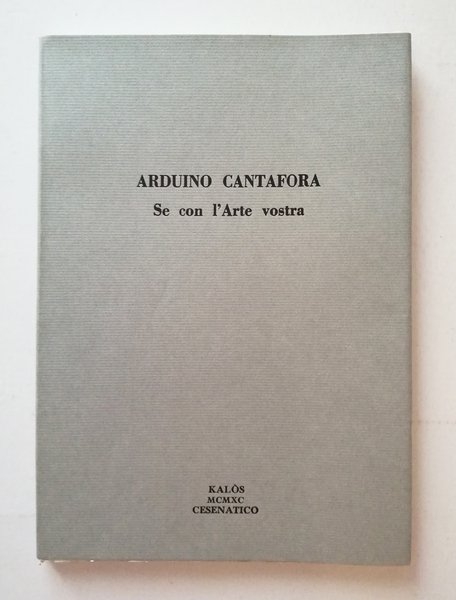 ARDUINO CANTAFORA
Se con l'Arte vostra
KALÒS
MCMXC
CESENATICO